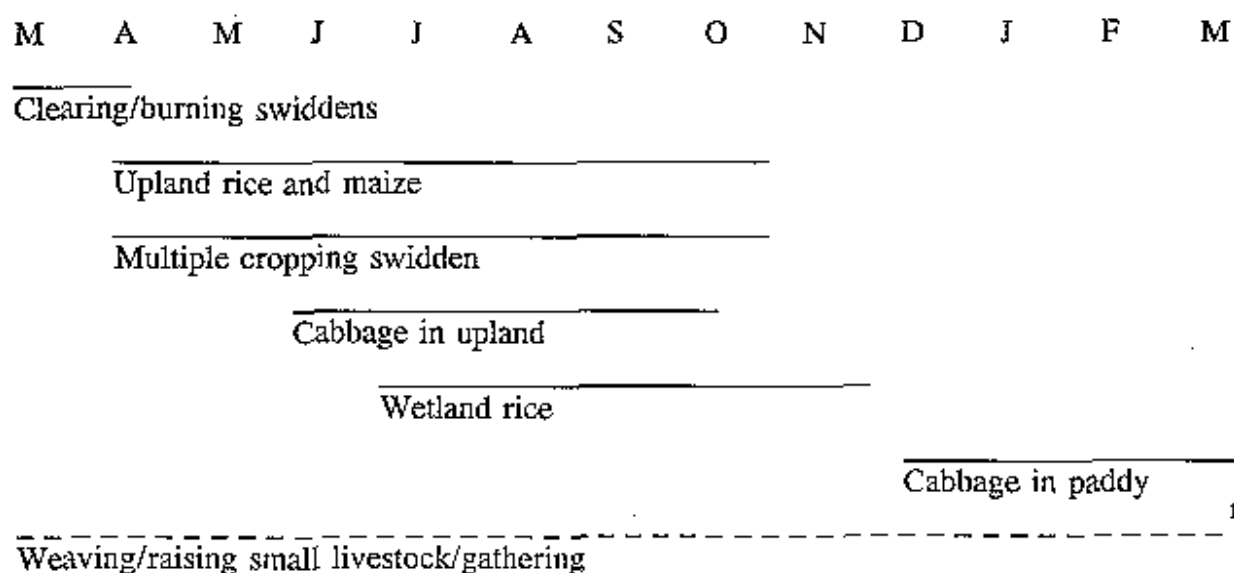 M A M J J A S O N D J F M
Clearing/burning swiddens
Upland rice and maize
Multiple cropping swidden
Cabbage in upland
Wetland rice
Cabbage in paddy
Weaving/raising small livestock/gathering